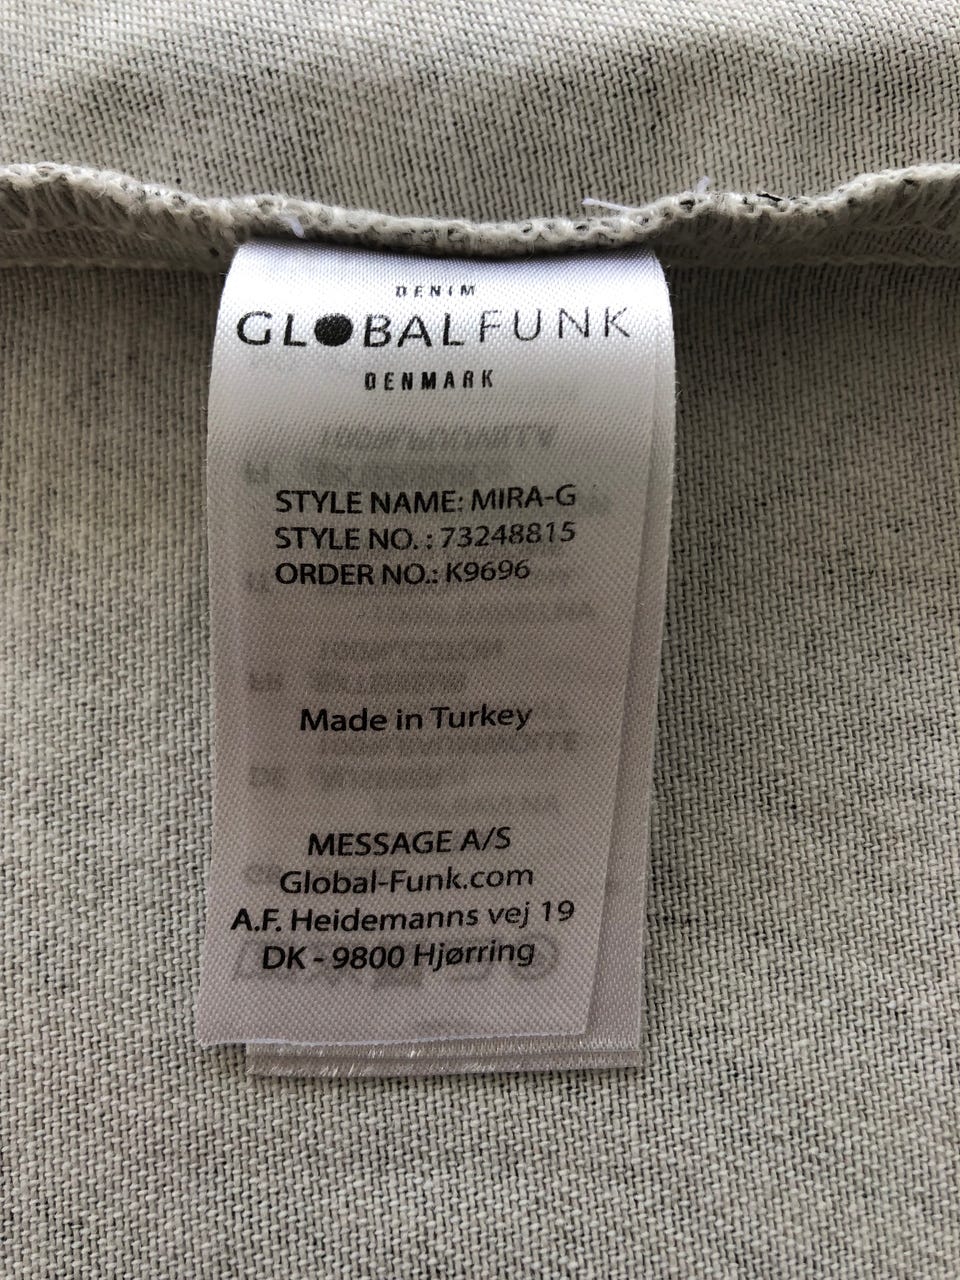 DENIM
GLOBALFUNK
DENMARK
STYLE NAME: MIRA-G
STYLE NO. : 73248815
ORDER NO.: K9696
Made in Turkey
MESSAGE A/S
Global-Funk.com
A.F. Heidemanns vej 19
DK - 9800 Hjørring